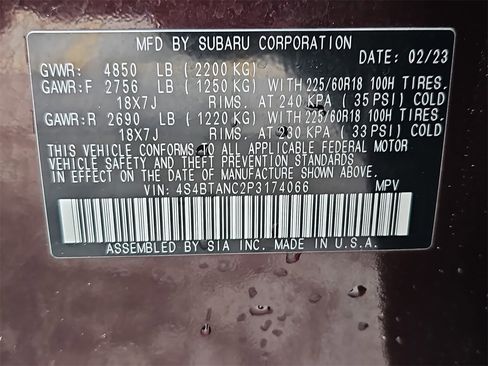 MFD BY SUBARU CORPORATION
DATE: 02/23
GVWR: 4850 LB (2200 KG)
GAWR:F 2756 LB (1250 KG) WITH 225/60R18 100H TIRES.
18X7J RIMS. AT 240 KPA (35 PSI) COLD
GAWR:R 2690 LB (1220 KG) WITH 225/60R18 100H TIRES.
18X7J RIMS. AT 230 KPA (33 PSI) COLD
THIS VEHICLE CONFORMS TO ALL APPLICABLE FEDERAL MOTOR
VEHICLE SAFETY AND THEFT PREVENTION STANDARDS
IN EFFECT ON THE DATE OF MANUFACTURE SHOWN ABOVE.
VIN: 4S4BTANC2P3174066 MPV
ASSEMBLED BY SIA INC. MADE IN U.S.A.